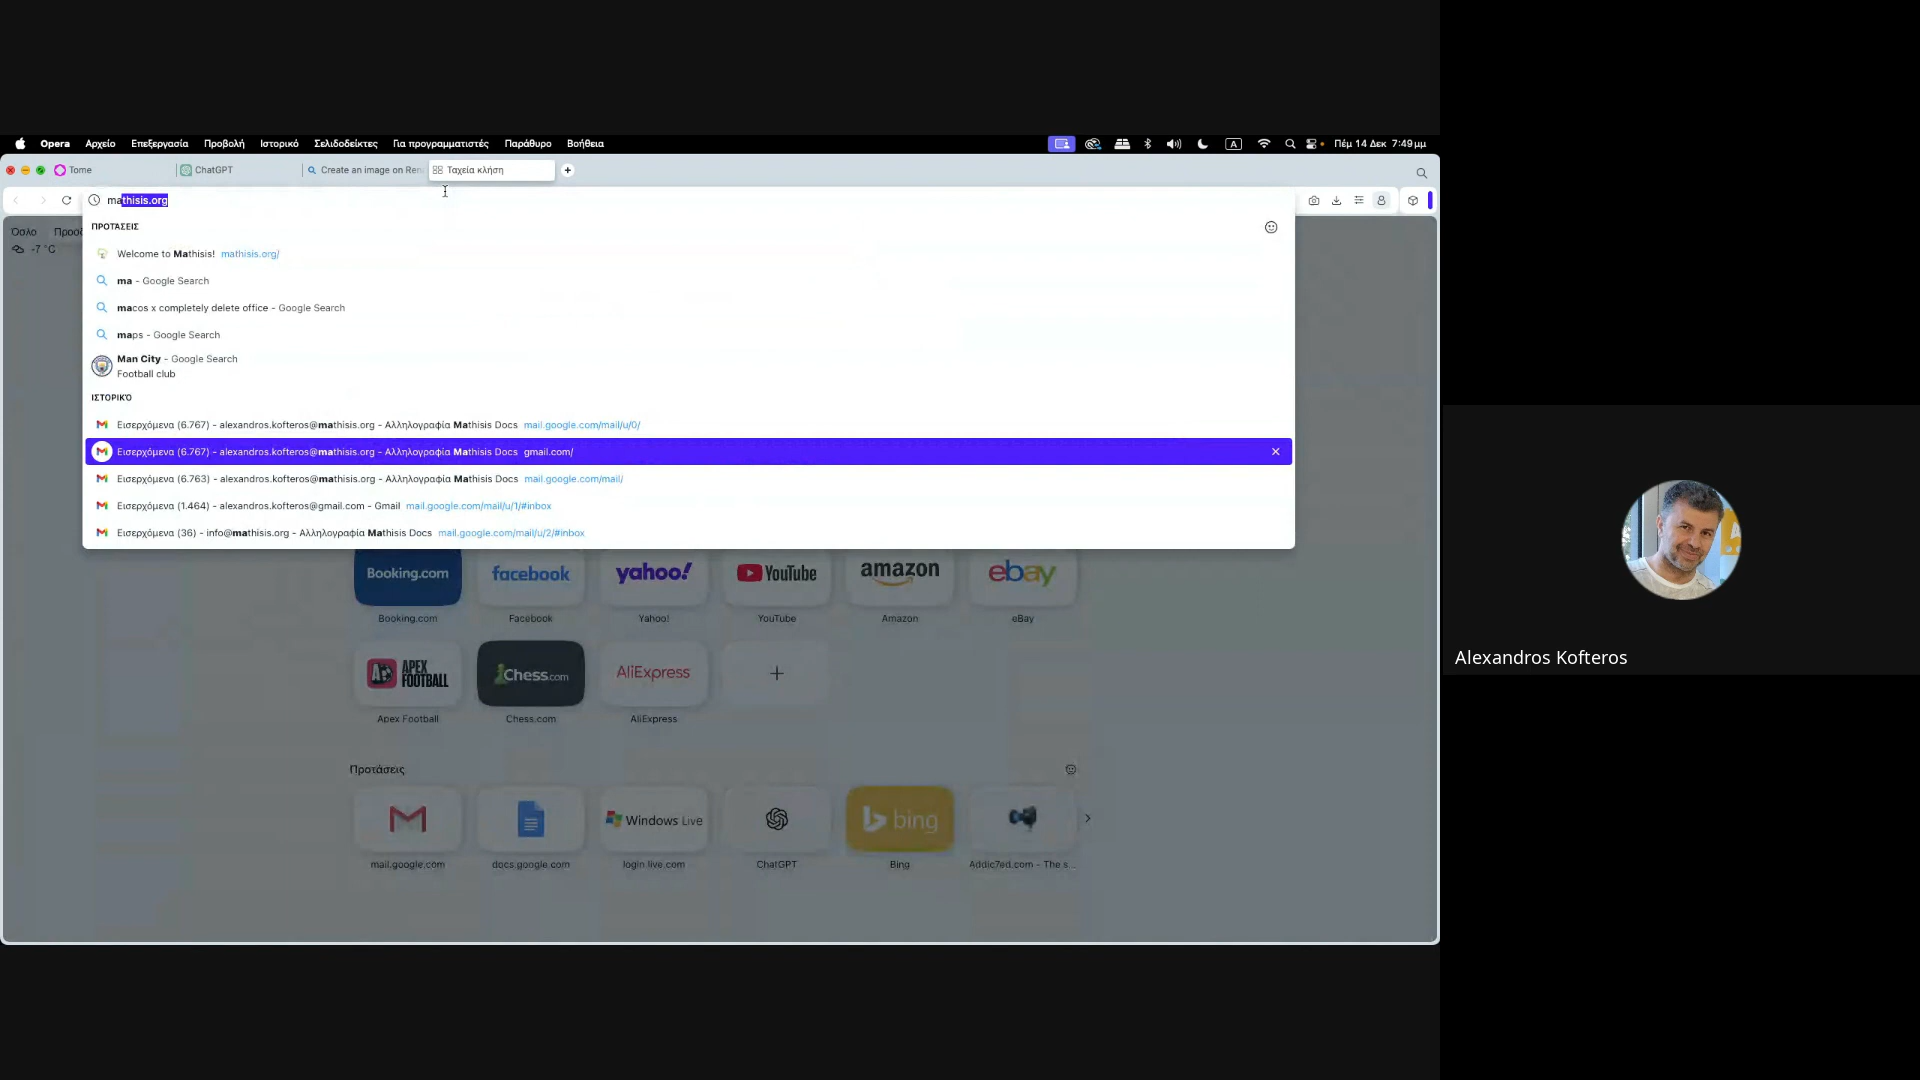 Opera Αρχείο Επεξεργασία Προβολή Ιστορικό Σελιδοδείκτες Για προγραμματιστές Παράθυρο Βοήθεια A Πέμ 14 Δεκ 7:49 μμ
Tome ChatGPT Create an image on Ren Ταχεία κλήση
mathisis.org
ΠΡΟΤΆΣΕΙΣ
Όσλο Προσ
-7 °C
Welcome to Mathisis! mathisis.org/
ma - Google Search
macos x completely delete office - Google Search
maps - Google Search
Man City - Google Search
Football club
ΙΣΤΟΡΙΚΌ
Εισερχόμενα (6.767) - alexandros.kofteros@mathisis.org - Αλληλογραφία Mathisis Docs mail.google.com/mail/u/0/
Εισερχόμενα (6.767) - alexandros.kofteros@mathisis.org - Αλληλογραφία Mathisis Docs gmail.com/
Εισερχόμενα (6.763) - alexandros.kofteros@mathisis.org - Αλληλογραφία Mathisis Docs mail.google.com/mail/
Εισερχόμενα (1.464) - alexandros.kofteros@gmail.com - Gmail mail.google.com/mail/u/1/#inbox
Εισερχόμενα (36) - info@mathisis.org - Αλληλογραφία Mathisis Docs mail.google.com/mail/u/2/#inbox
Booking.com facebook yahoo! YouTube amazon ebay
Booking.com Facebook Yahoo! YouTube Amazon eBay
APEX FOOTBALL Chess.com AliExpress
Apex Football Chess.com AliExpress
Προτάσεις
Windows Live bing
mail.google.com docs.google.com login.live.com ChatGPT Bing Addic7ed.com - The s...
Alexandros Kofteros